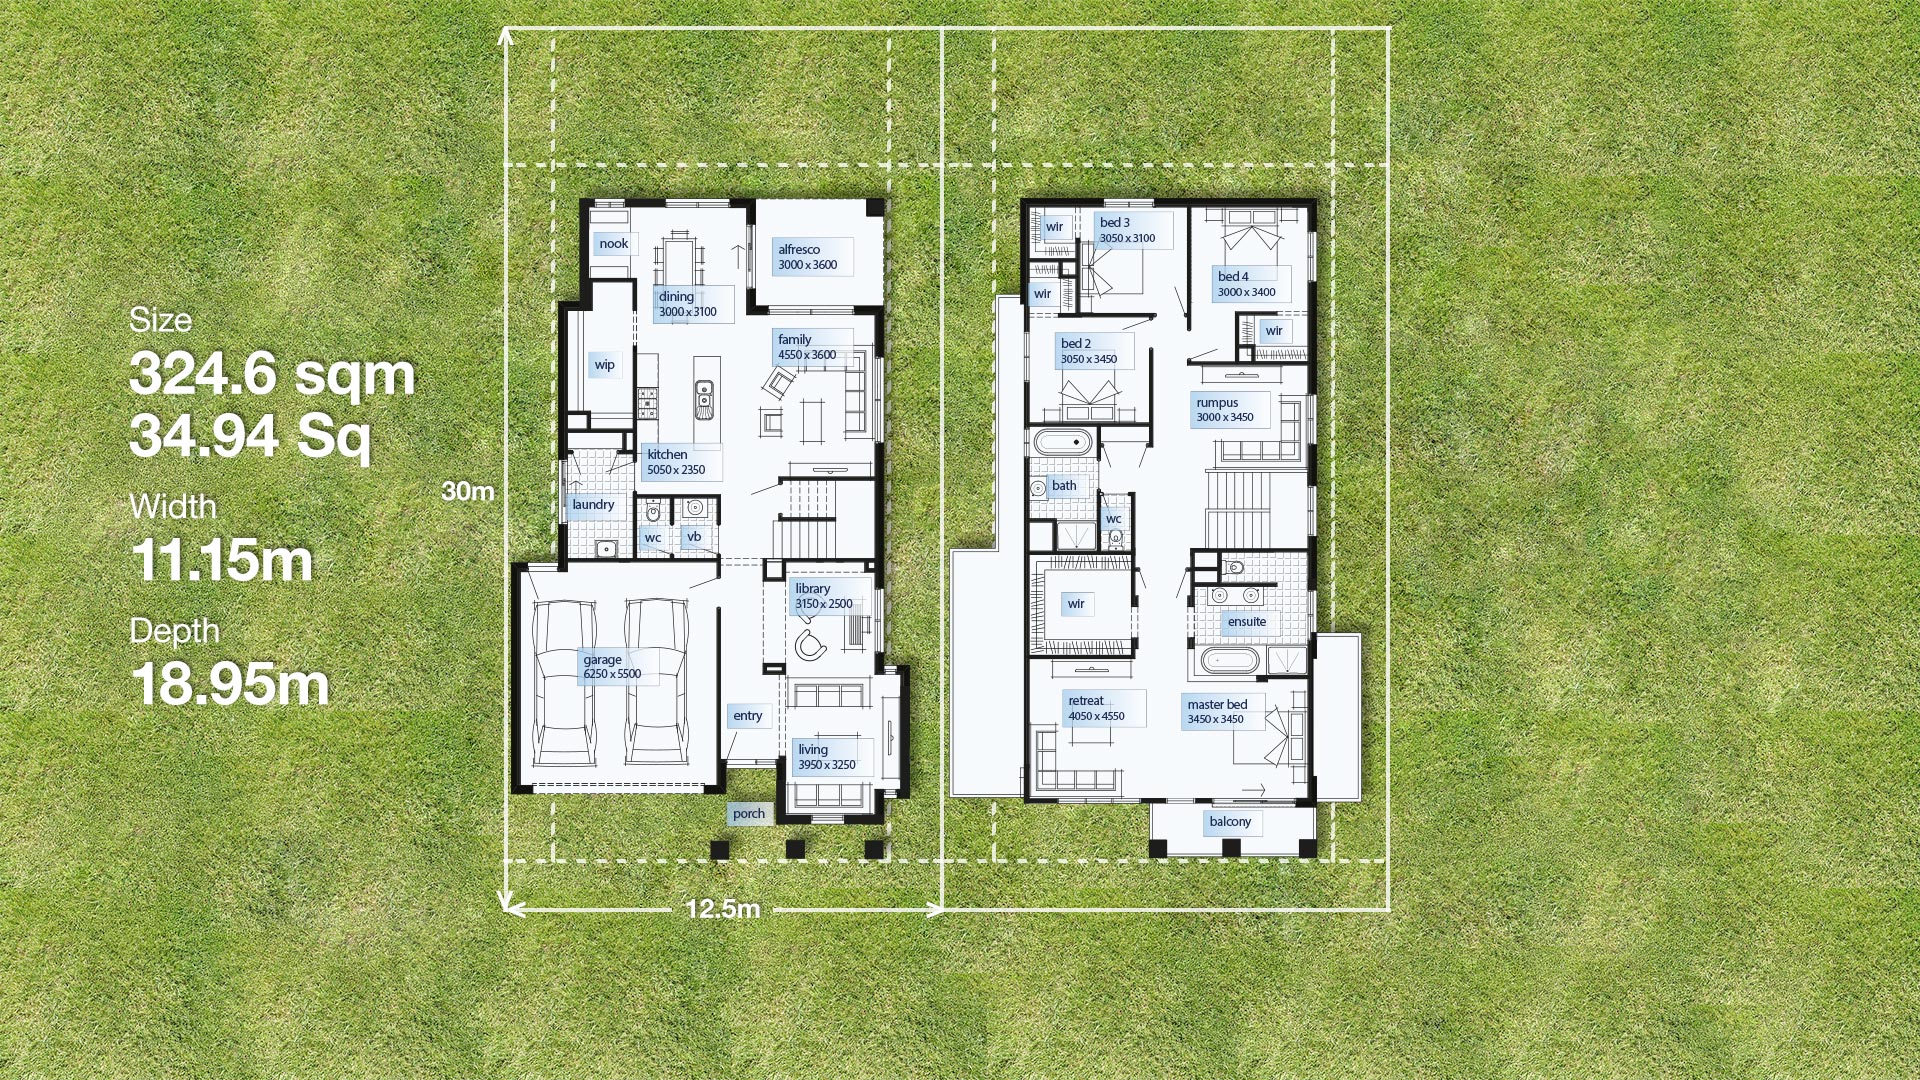 Size
324.6 sqm
34.94 Sq
Width
11.15m
Depth
18.95m
30m
12.5m
nook
alfresco
3000 x 3600
dining
3000 x 3100
family
4550 x 3600
wip
kitchen
5050 x 2350
laundry
wc
vb
library
3150 x 2500
garage
6250 x 5500
entry
living
3950 x 3250
porch
wir
bed 3
3050 x 3100
bed 4
3000 x 3400
wir
wir
bed 2
3050 x 3450
rumpus
3000 x 3450
bath
wc
wir
ensuite
retreat
4050 x 4550
master bed
3450 x 3450
balcony